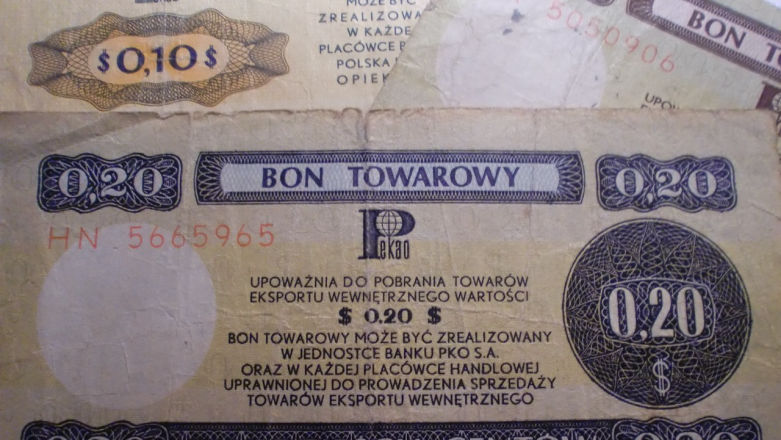 MOŻE BYĆ
ZREALIZOWA
W KAŻDE
PLACÓWCE
POLSKA
OPIEK
$0,10$
5050906
BON
UPOW
0,20 BON TOWAROWY 0,20
HN 5665965
Pekao
UPOWAŻNIA DO POBRANIA TOWARÓW
EKSPORTU WEWNĘTRZNEGO WARTOŚCI
$ 0.20 $
BON TOWAROWY MOŻE BYĆ ZREALIZOWANY
W JEDNOSTCE BANKU PKO S.A.
ORAZ W KAŻDEJ PLACÓWCE HANDLOWEJ
UPRAWNIONEJ DO PROWADZENIA SPRZEDAŻY
TOWARÓW EKSPORTU WEWNĘTRZNEGO
0,20
$